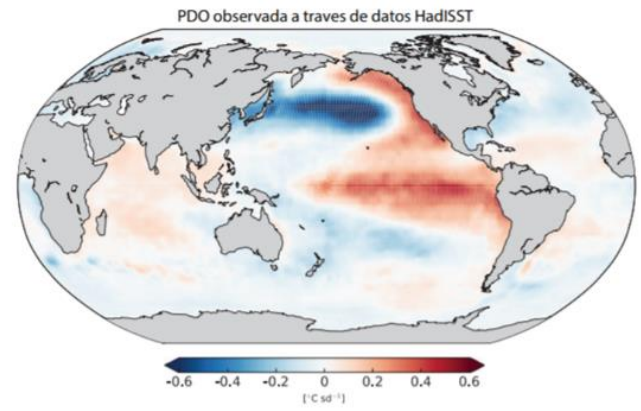 PDO observada a traves de datos HadISST
-0.6 -0.4 -0.2 0 0.2 0.4 0.6
[°C sd⁻¹]